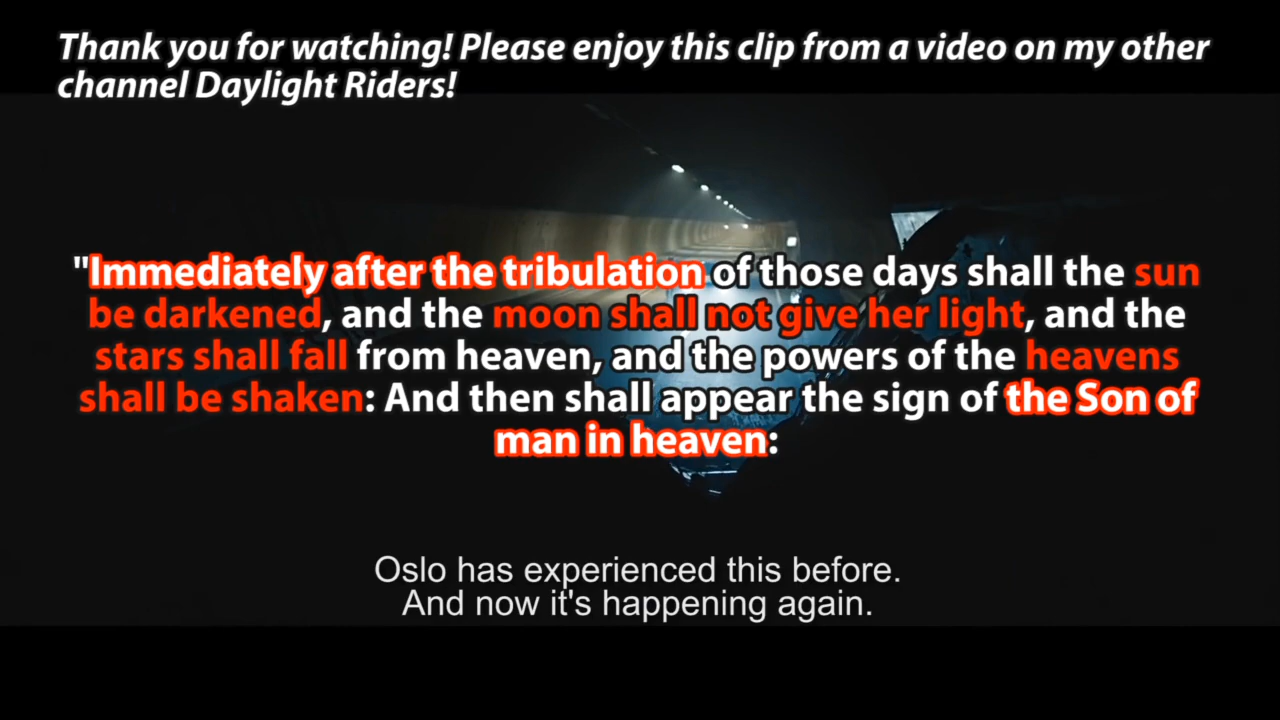 Thank you for watching! Please enjoy this clip from a video on my other
channel Daylight Riders!
"Immediately after the tribulation of those days shall the sun
be darkened, and the moon shall not give her light, and the
stars shall fall from heaven, and the powers of the heavens
shall be shaken: And then shall appear the sign of the Son of
man in heaven:
Oslo has experienced this before.
And now it's happening again.